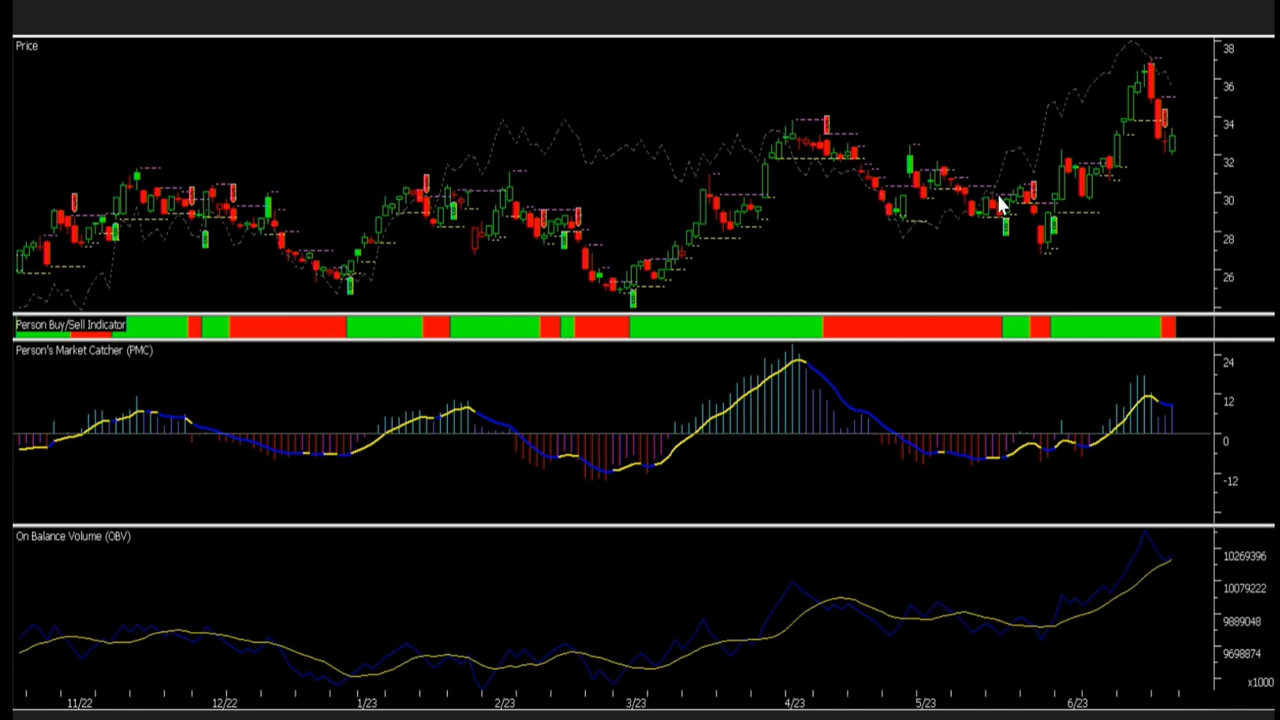 Price
38
36
34
32
30
28
26
Person Buy/Sell Indicator
Person's Market Catcher (PMC)
24
12
0
-12
On Balance Volume (OBV)
10269396
10079222
9889048
9698874
x1000
11/22 12/22 1/23 2/23 3/23 4/23 5/23 6/23